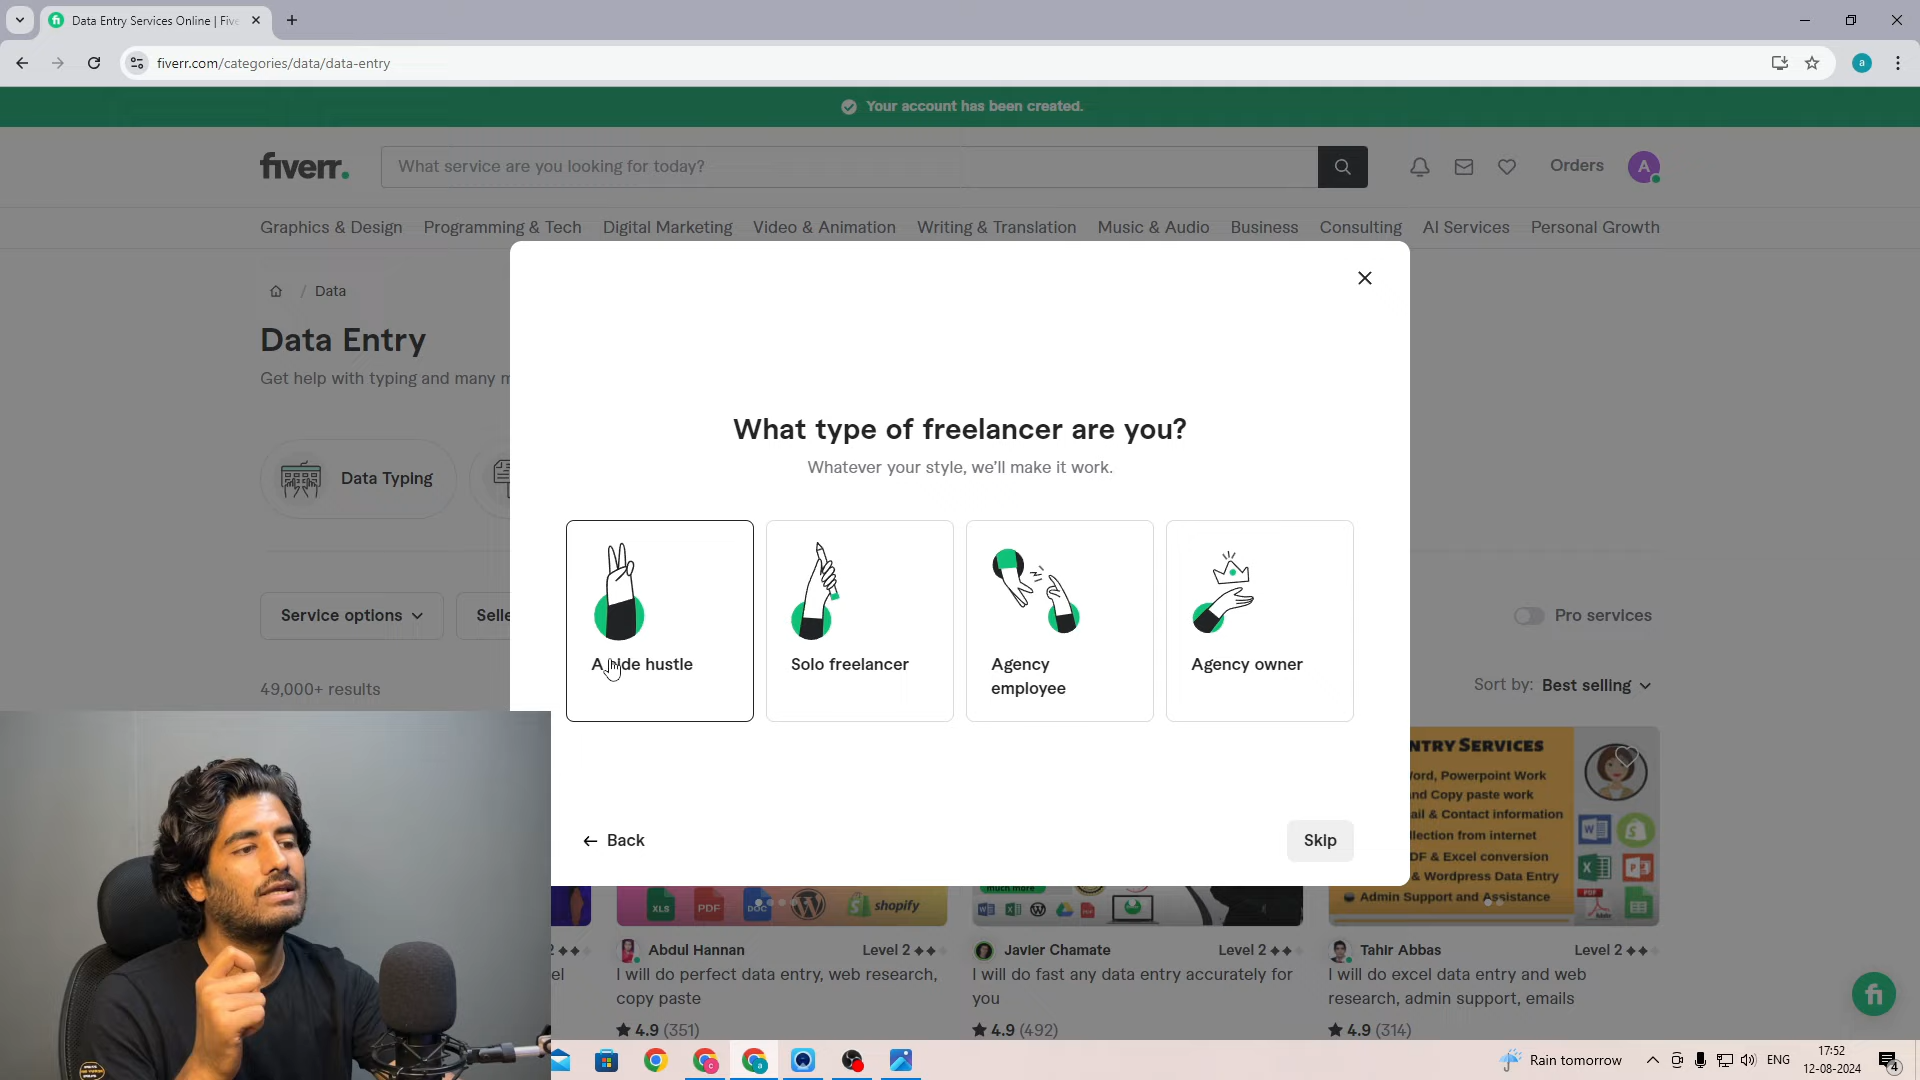 Data Entry Services Online | Five
fiverr.com/categories/data/data-entry
a
Your account has been created.
fiverr.
What service are you looking for today?
Orders
A
Graphics & Design
Programming & Tech
Digital Marketing
Video & Animation
Writing & Translation
Music & Audio
Business
Consulting
AI Services
Personal Growth
/ Data
Data Entry
Get help with typing and many m
Data Typing
Service options
Selle
Pro services
49,000+ results
Sort by: Best selling
What type of freelancer are you?
Whatever your style, we'll make it work.
Solo freelancer
Agency
employee
Agency owner
hustle
← Back
Skip
NTRY SERVICES
Word, Powerpoint Work
nd Copy paste work
ail & Contact information
llection from internet
DF & Excel conversion
& Wordpress Data Entry
Admin Support and Assistance
XLS
PDF
DOC
shopify
much more
2
el
Abdul Hannan
Level 2
I will do perfect data entry, web research,
copy paste
4.9 (351)
Javier Chamate
Level 2
I will do fast any data entry accurately for
you
4.9 (492)
Tahir Abbas
Level 2
I will do excel data entry and web
research, admin support, emails
4.9 (314)
fi
Rain tomorrow
ENG
17:52
12-08-2024
4